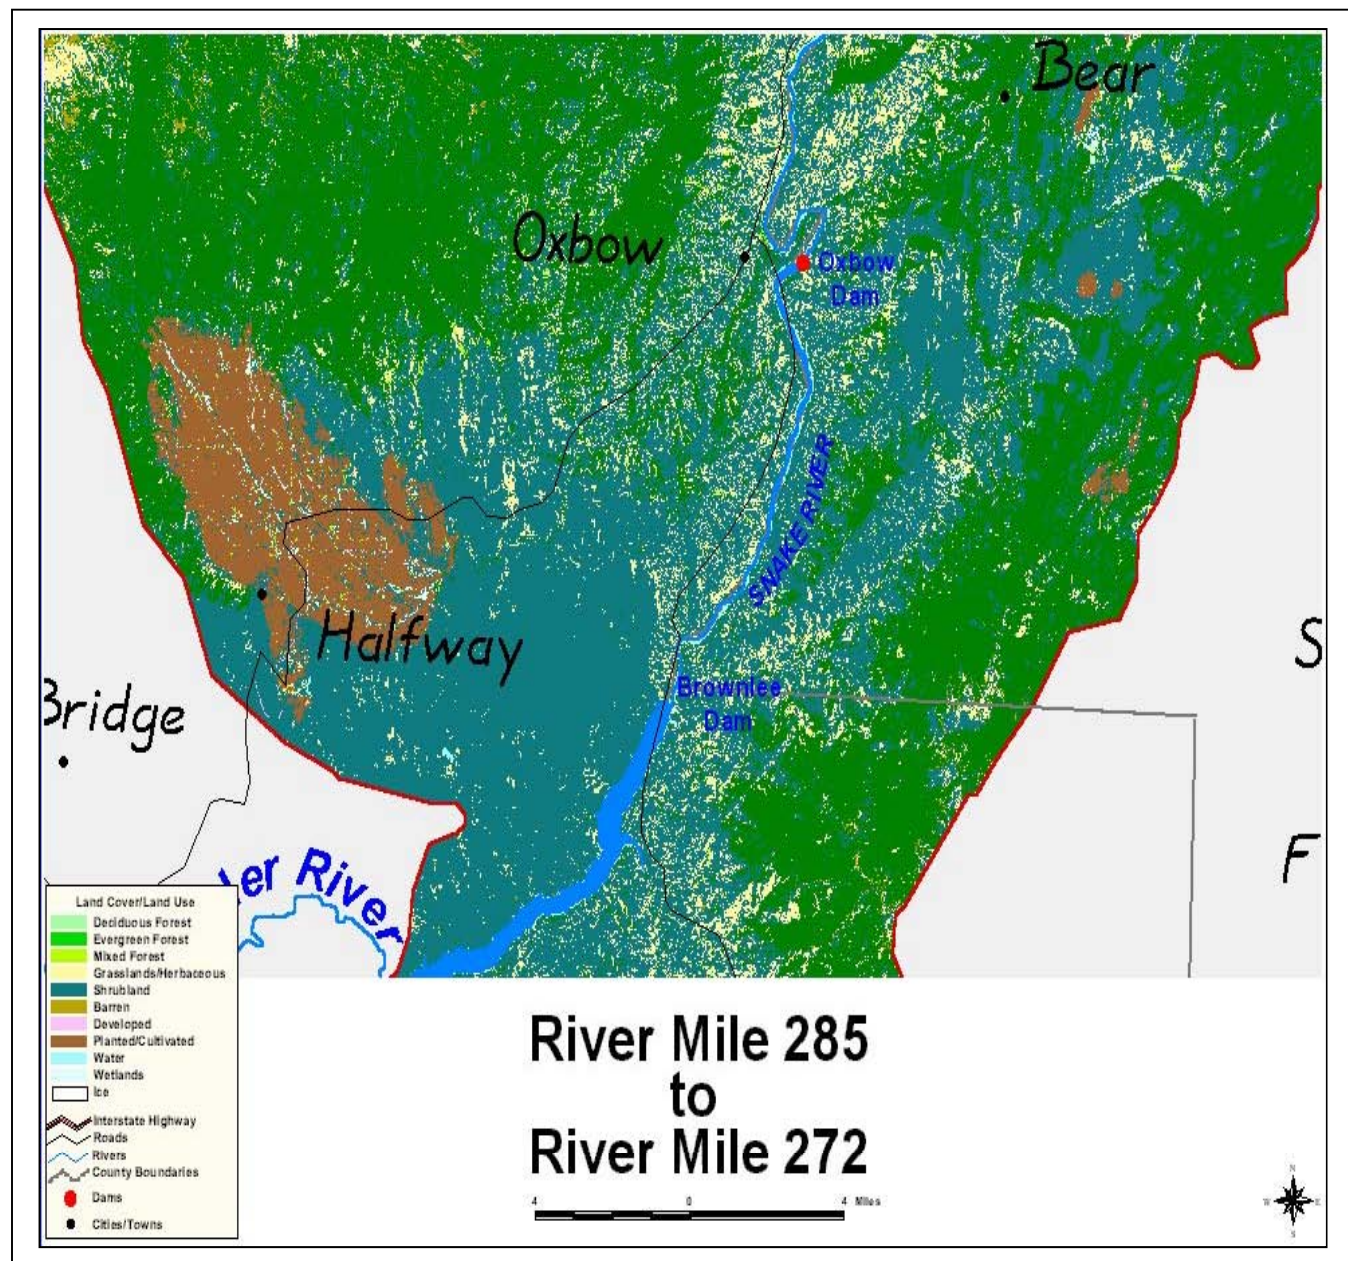 Bear
Oxbow
Oxbow
Dam
SNAKE RIVER
Halfway
Brownlee
Dam
Bridge
S
F
der River
Land Cover/Land Use
Deciduous Forest
Evergreen Forest
Mixed Forest
Grasslands/Herbaceous
Shrubland
Barren
Developed
Planted/Cultivated
Water
Wetlands
Ice
Interstate Highway
Roads
Rivers
County Boundaries
Dams
Cities/Towns
River Mile 285
to
River Mile 272
4 0 4 Miles
N
W E
S